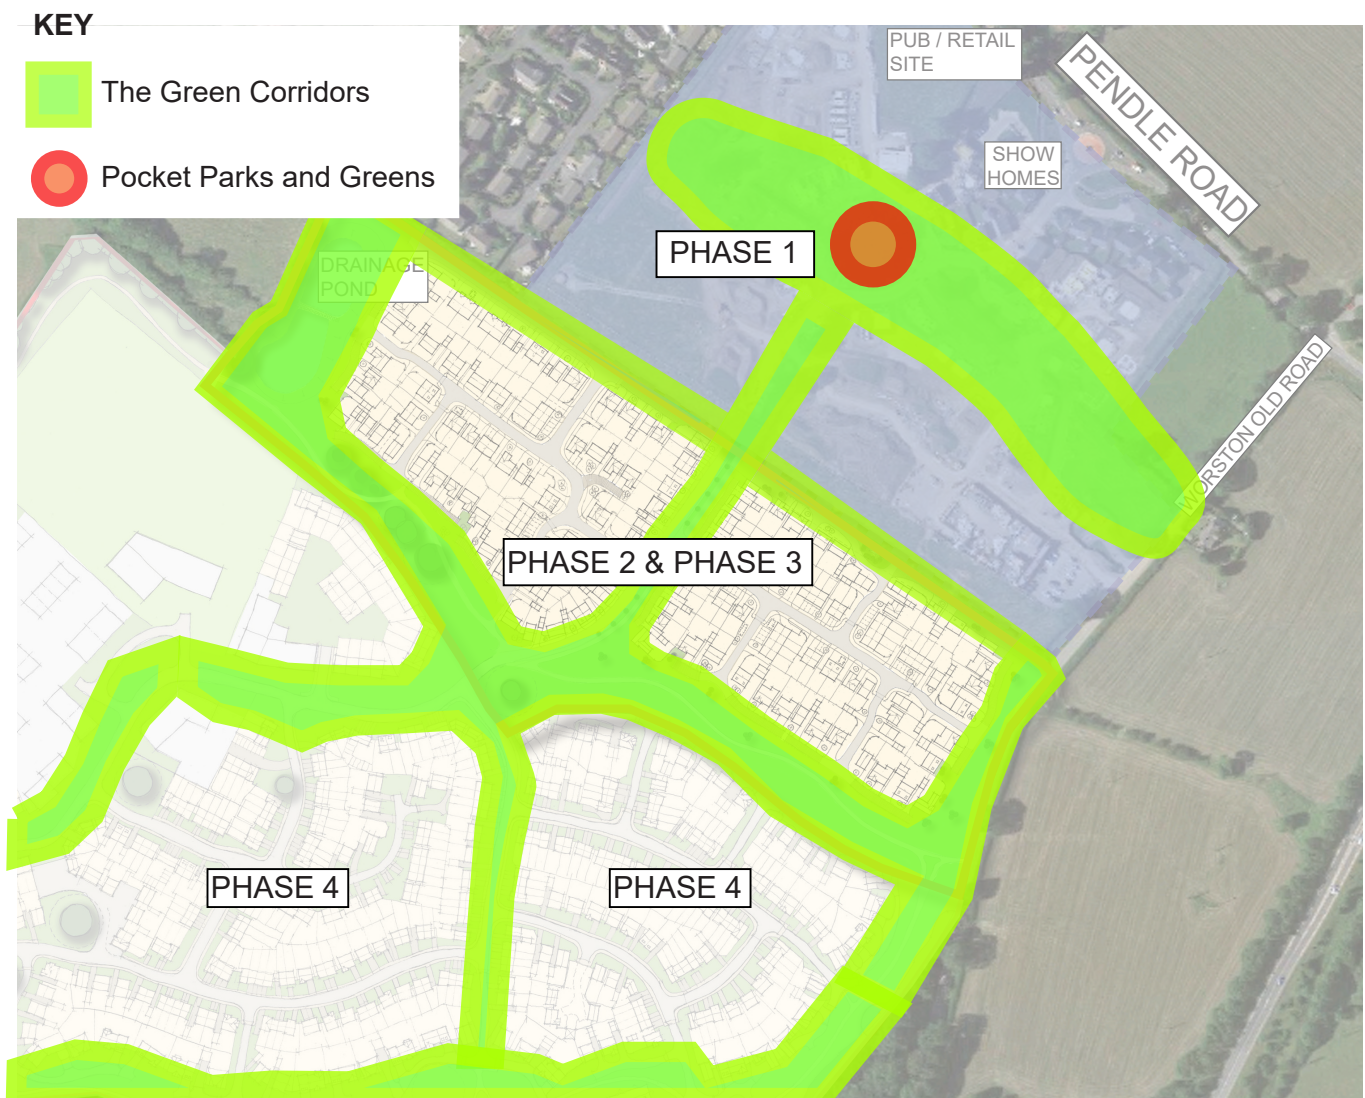 KEY
The Green Corridors
Pocket Parks and Greens
PUB / RETAIL
SITE
PENDLE ROAD
SHOW
HOMES
PHASE 1
DRAINAGE
POND
WORSTON OLD ROAD
PHASE 2 & PHASE 3
PHASE 4
PHASE 4